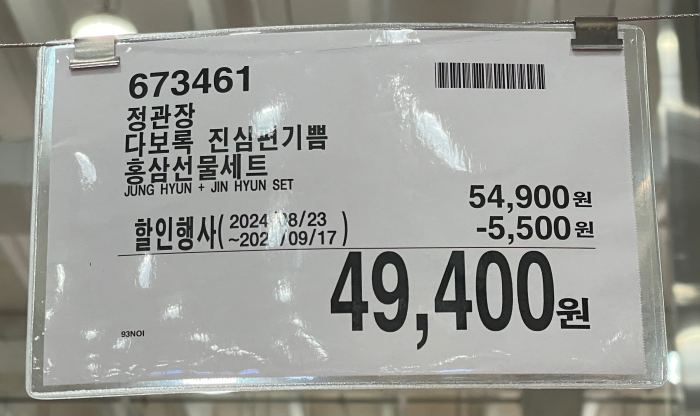 673461
정관장
다보록 진심편기쁨
홍삼선물세트
JUNG HYUN + JIN HYUN SET
54,900원
할인행사( 2024/08/23 ~2024/09/17 )
-5,500원
49,400원
93NOI